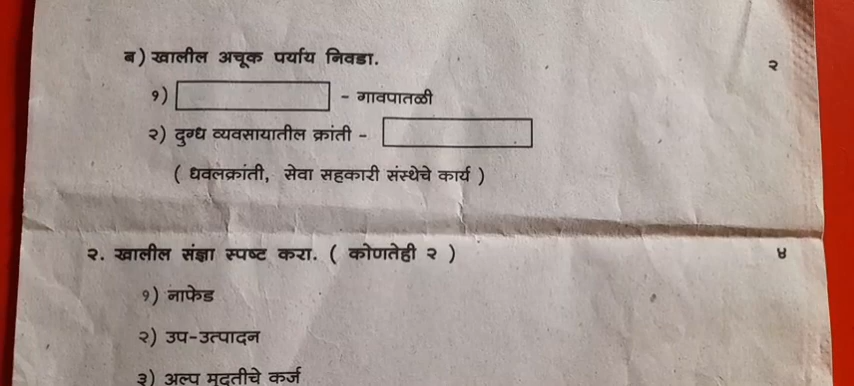 ब) खालील अचूक पर्याय निवडा. २
१) - गावपातळी
२) दुग्ध व्यवसायातील क्रांती -
( धवलक्रांती, सेवा सहकारी संस्थेचे कार्य )
२. खालील संज्ञा स्पष्ट करा. ( कोणतेही २ ) ४
१) नाफेड
२) उप-उत्पादन
३) अल्प मुदतीचे कर्ज